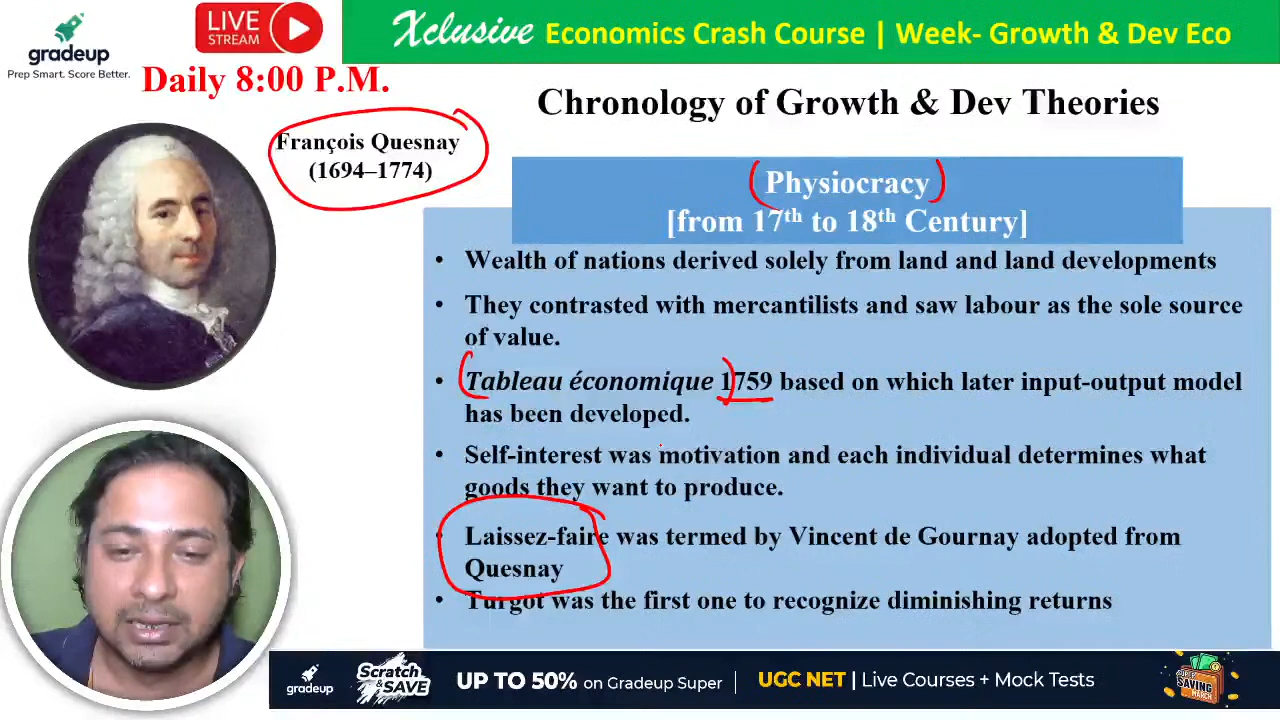 gradeup
Prep Smart. Score Better.
LIVE
STREAM
Xclusive Economics Crash Course | Week- Growth & Dev Eco
Daily 8:00 P.M.
Chronology of Growth & Dev Theories
François Quesnay
(1694–1774)
Physiocracy
[from 17th to 18th Century]
• Wealth of nations derived solely from land and land developments
• They contrasted with mercantilists and saw labour as the sole source
of value.
• Tableau économique 1759 based on which later input-output model
has been developed.
• Self-interest was motivation and each individual determines what
goods they want to produce.
• Laissez-faire was termed by Vincent de Gournay adopted from
Quesnay
• Turgot was the first one to recognize diminishing returns
gradeup
Scratch
& SAVE
UP TO 50% on Gradeup Super
UGC NET | Live Courses + Mock Tests
SUPER
SAVING
MARCH